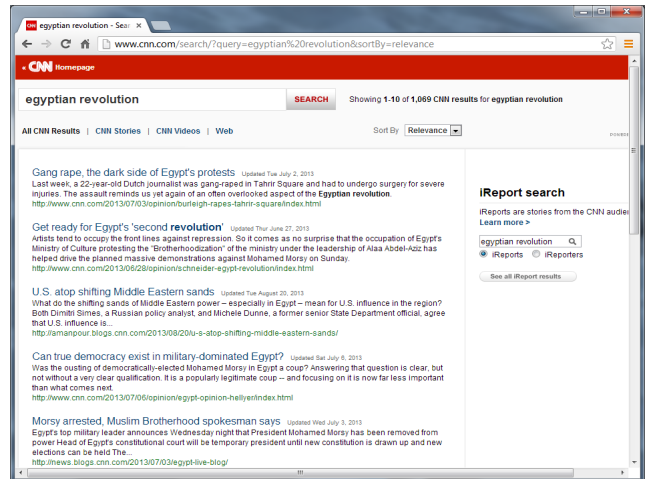 egyptian revolution - Sear
www.cnn.com/search/?query=egyptian%20revolution&sortBy=relevance
« CNN Homepage
egyptian revolution SEARCH Showing 1-10 of 1,069 CNN results for egyptian revolution
All CNN Results | CNN Stories | CNN Videos | Web Sort By Relevance
Gang rape, the dark side of Egypt's protests Updated Tue July 2, 2013
Last week, a 22-year-old Dutch journalist was gang-raped in Tahrir Square and had to undergo surgery for severe
injuries. The assault reminds us yet again of an often overlooked aspect of the Egyptian revolution.
http://www.cnn.com/2013/07/03/opinion/burleigh-rapes-tahrir-square/index.html
Get ready for Egypt's 'second revolution' Updated Thur June 27, 2013
Artists tend to occupy the front lines against repression. So it comes as no surprise that the occupation of Egypt's
Ministry of Culture protesting the "Brotherhoodization" of the ministry under the leadership of Alaa Abdel-Aziz has
helped drive the planned massive demonstrations against Mohamed Morsy on Sunday.
http://www.cnn.com/2013/06/28/opinion/schneider-egypt-revolution/index.html
U.S. atop shifting Middle Eastern sands Updated Tue August 20, 2013
What do the shifting sands of Middle Eastern power – especially in Egypt – mean for U.S. influence in the region?
Both Dimitri Simes, a Russian policy analyst, and Michele Dunne, a former senior State Department official, agree
that U.S. influence is...
http://amanpour.blogs.cnn.com/2013/08/20/u-s-atop-shifting-middle-eastern-sands/
Can true democracy exist in military-dominated Egypt? Updated Sat July 6, 2013
Was the ousting of democratically-elected Mohamed Morsy in Egypt a coup? Answering that question is clear, but
not without a very clear qualification. It is a popularly legitimate coup -- and focusing on it is now far less important
than what comes next.
http://www.cnn.com/2013/07/06/opinion/egypt-opinion-hellyer/index.html
Morsy arrested, Muslim Brotherhood spokesman says Updated Wed July 3, 2013
Egypt's top military leader announces Wednesday night that President Mohamed Morsy has been removed from
power Head of Egypt's constitutional court will be temporary president until new constitution is drawn up and new
elections can be held The...
http://news.blogs.cnn.com/2013/07/03/egypt-live-blog/
iReport search
iReports are stories from the CNN audien
Learn more >
egyptian revolution
iReports iReporters
See all iReport results